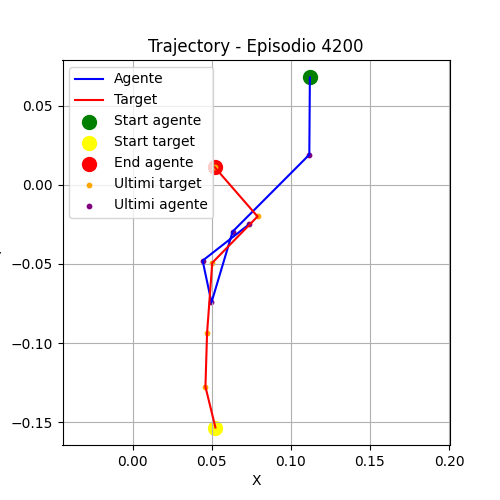 Trajectory - Episodio 4200
Agente
Target
Start agente
Start target
End agente
Ultimi target
Ultimi agente
0.05
0.00
−0.05
−0.10
−0.15
0.00
0.05
0.10
0.15
0.20
X